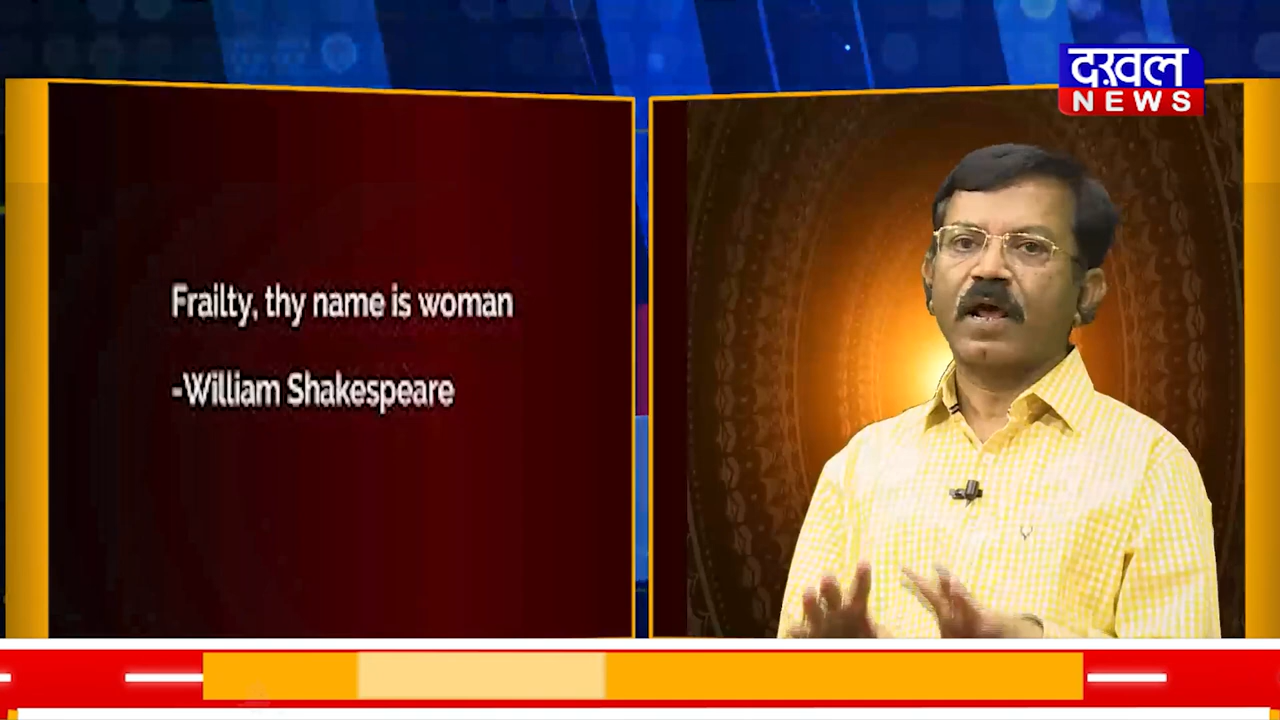 Frailty, thy name is woman
-William Shakespeare
दख़ल
NEWS